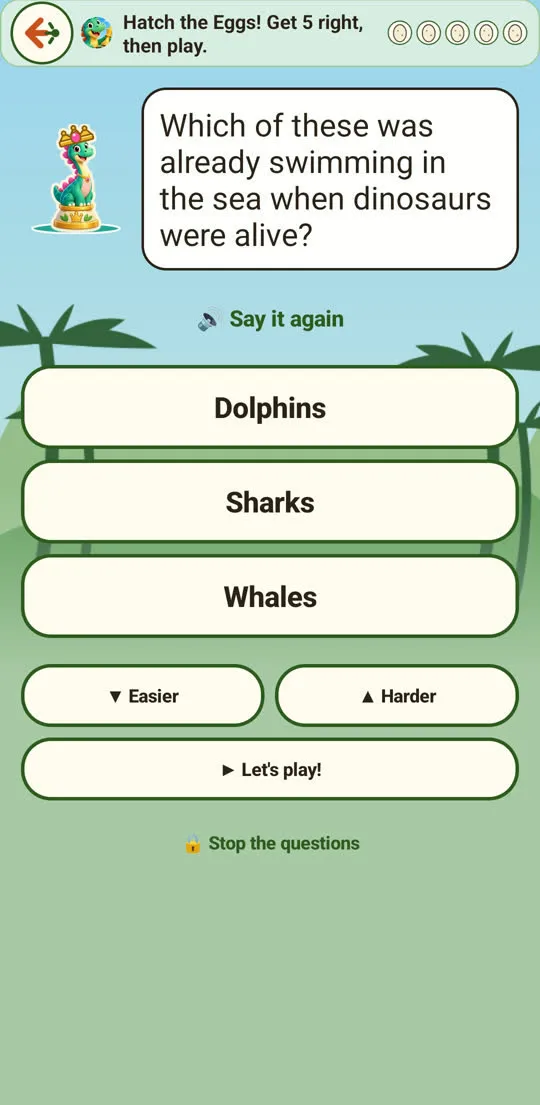 Hatch the Eggs! Get 5 right,
then play.
Which of these was
already swimming in
the sea when dinosaurs
were alive?
Say it again
Dolphins
Sharks
Whales
▼ Easier
▲ Harder
► Let's play!
Stop the questions